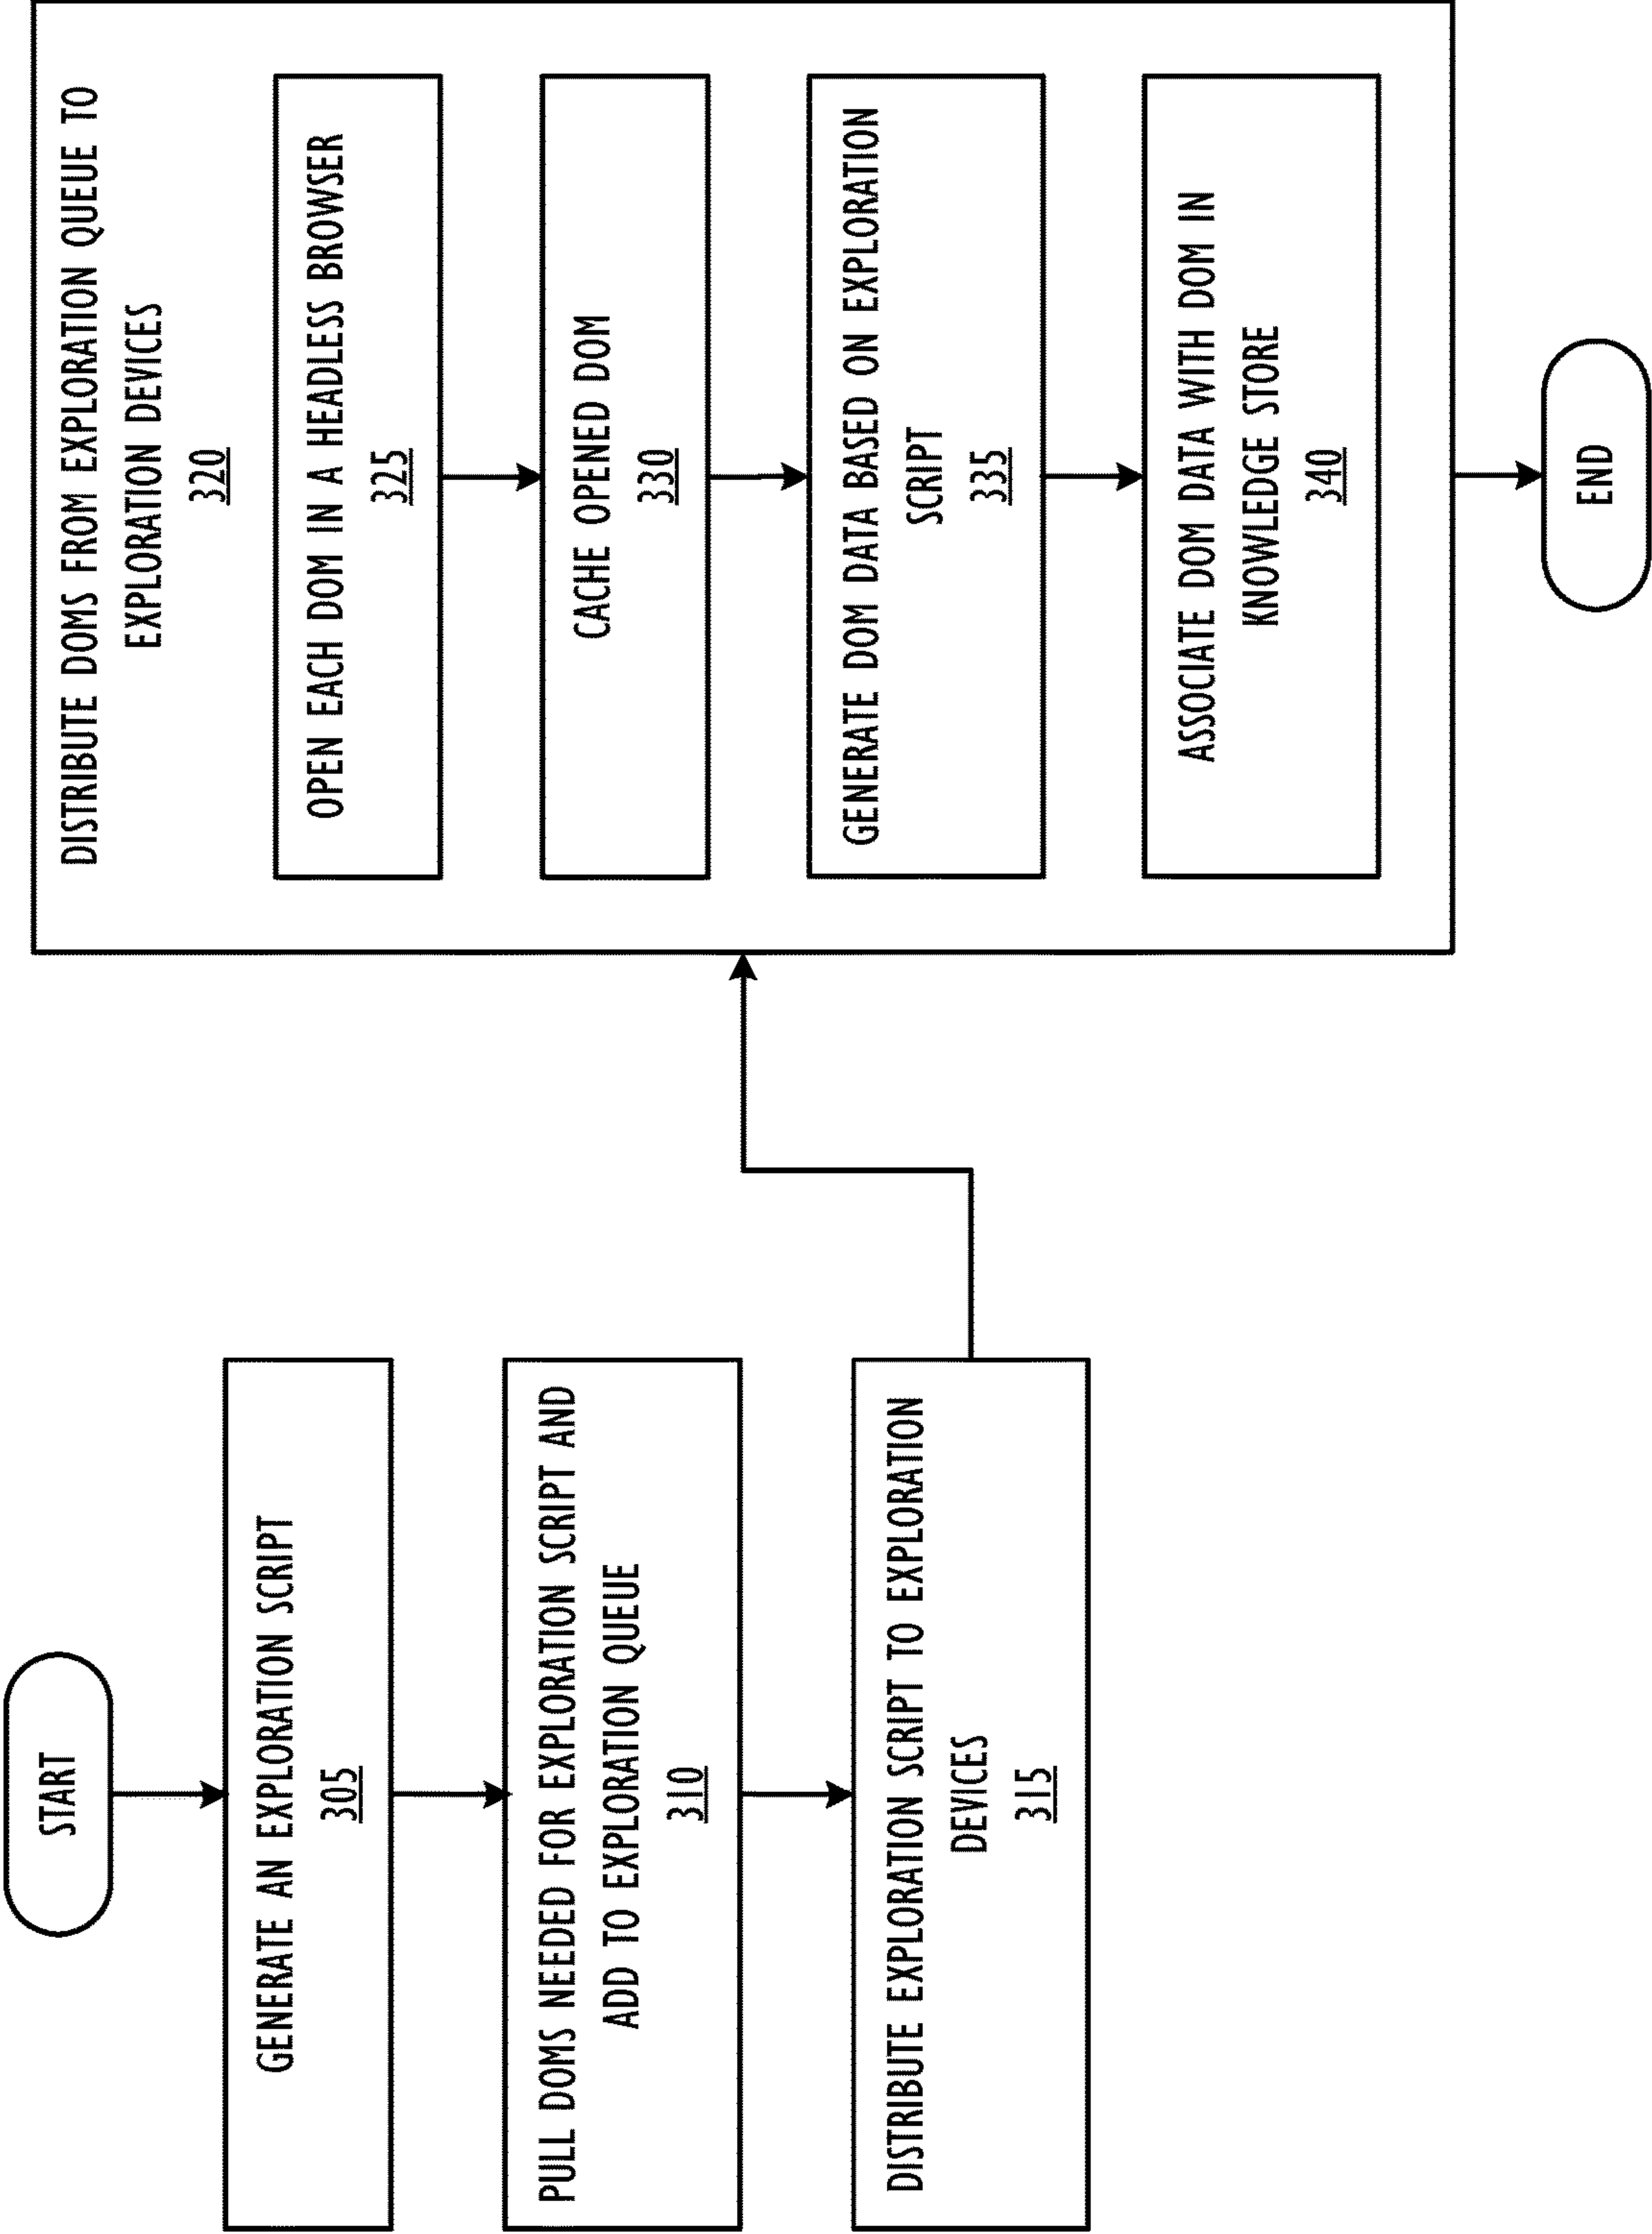 START
GENERATE AN EXPLORATION SCRIPT
305
PULL DOMS NEEDED FOR EXPLORATION SCRIPT AND
ADD TO EXPLORATION QUEUE
310
DISTRIBUTE EXPLORATION SCRIPT TO EXPLORATION
DEVICES
315
DISTRIBUTE DOMS FROM EXPLORATION QUEUE TO
EXPLORATION DEVICES
320
OPEN EACH DOM IN A HEADLESS BROWSER
325
CACHE OPENED DOM
330
GENERATE DOM DATA BASED ON EXPLORATION
SCRIPT
335
ASSOCIATE DOM DATA WITH DOM IN
KNOWLEDGE STORE
340
END